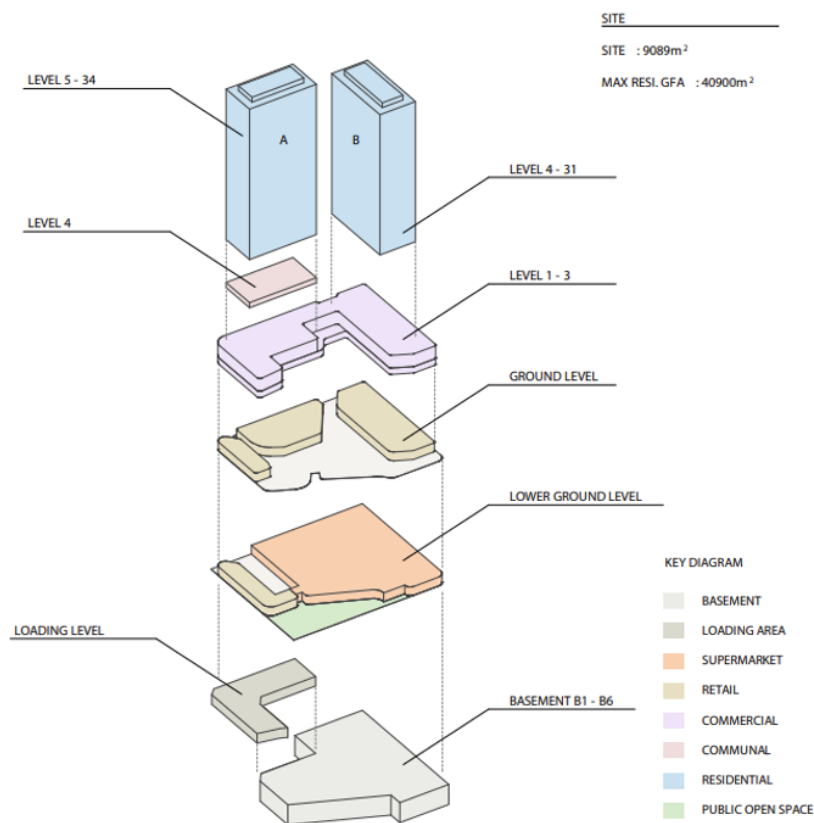 SITE
SITE : 9089m²
MAX RESI. GFA : 40900m²
LEVEL 5 - 34
A
B
LEVEL 4 - 31
LEVEL 4
LEVEL 1 - 3
GROUND LEVEL
LOWER GROUND LEVEL
LOADING LEVEL
BASEMENT B1 - B6
KEY DIAGRAM
BASEMENT
LOADING AREA
SUPERMARKET
RETAIL
COMMERCIAL
COMMUNAL
RESIDENTIAL
PUBLIC OPEN SPACE